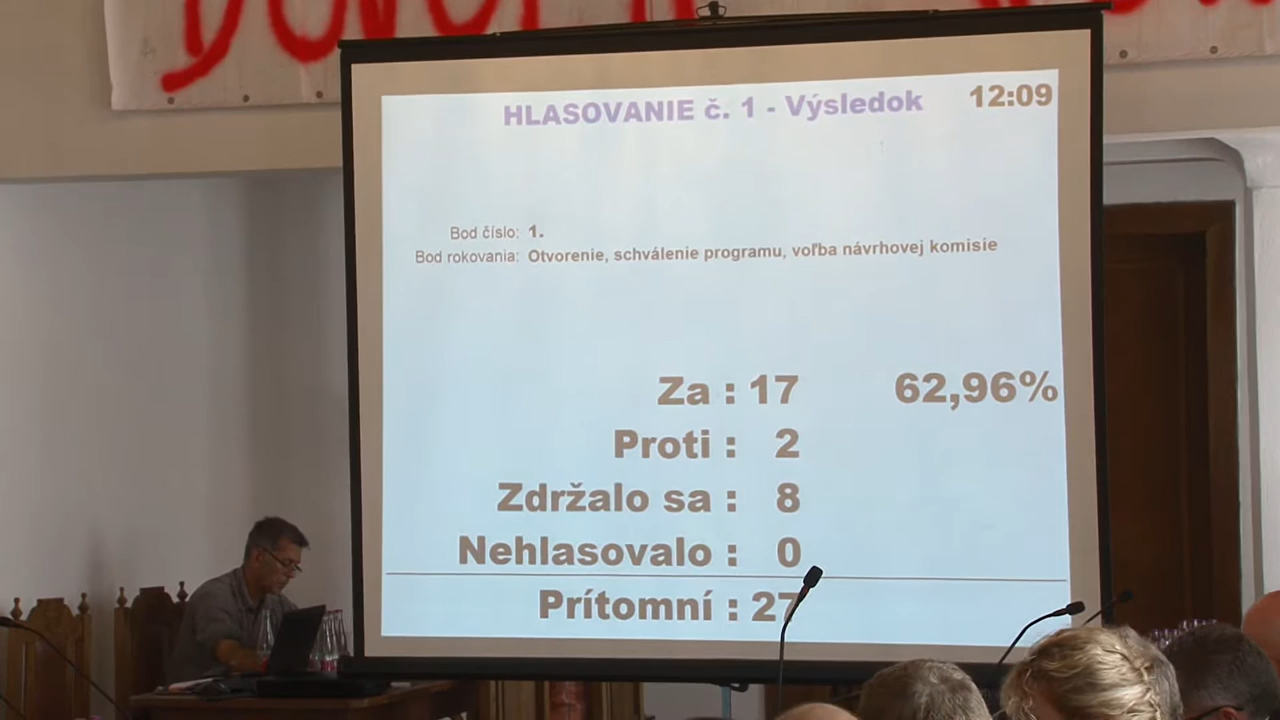 HLASOVANIE č. 1 - Výsledok 12:09
Bod číslo: 1.
Bod rokovania: Otvorenie, schválenie programu, voľba návrhovej komisie
Za : 17 62,96%
Proti : 2
Zdržalo sa : 8
Nehlasovalo : 0
Prítomní : 27